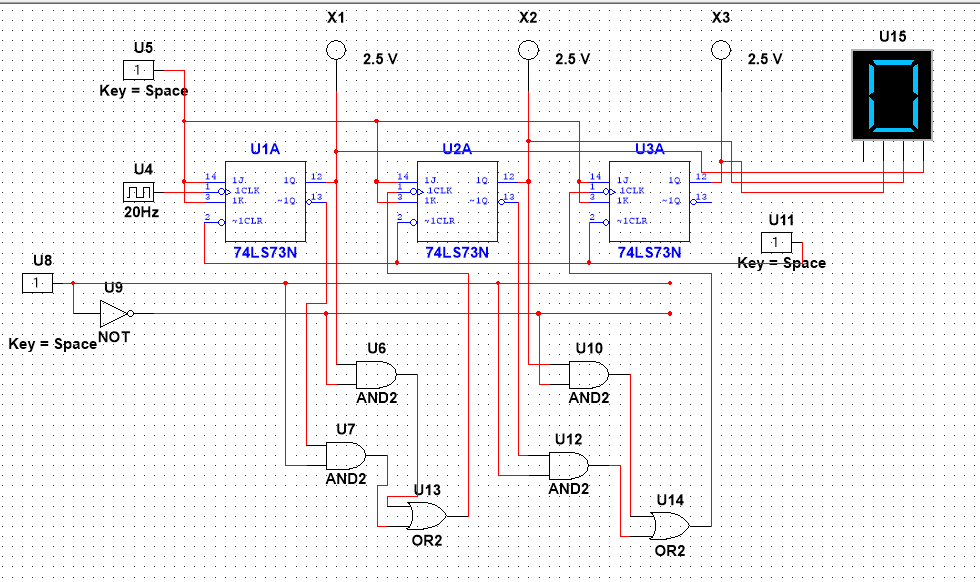 X1
X2
X3
U15
U5
1
2.5 V
2.5 V
2.5 V
Key = Space
0
U1A
U2A
U3A
U4
14 1J 1Q 12
1 1CLK
3 1K ~1Q 13
2 ~1CLR
14 1J 1Q 12
1 1CLK
3 1K ~1Q 13
2 ~1CLR
14 1J 1Q 12
1 1CLK
3 1K ~1Q 13
2 ~1CLR
20Hz
U11
1
Key = Space
74LS73N
74LS73N
74LS73N
U8
1
U9
NOT
Key = Space
U6
AND2
U10
AND2
U7
AND2
U12
AND2
U13
OR2
U14
OR2